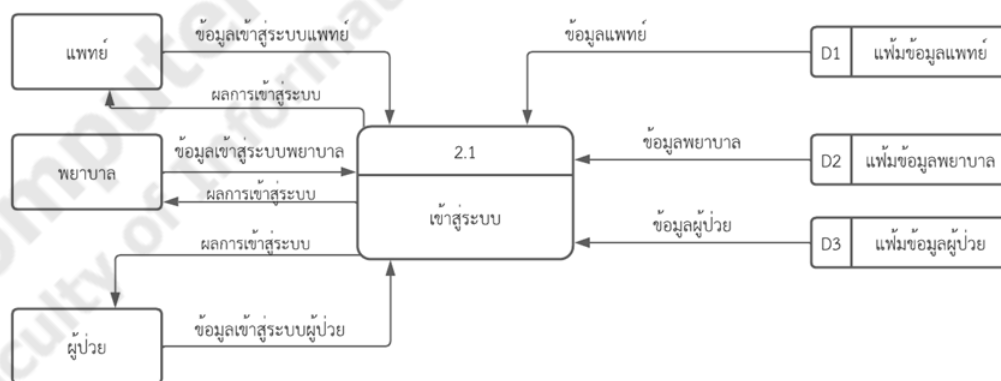 แพทย์
ข้อมูลเข้าสู่ระบบแพทย์
ข้อมูลแพทย์
D1 แฟ้มข้อมูลแพทย์
ผลการเข้าสู่ระบบ
พยาบาล
ข้อมูลเข้าสู่ระบบพยาบาล
2.1
ข้อมูลพยาบาล
D2 แฟ้มข้อมูลพยาบาล
ผลการเข้าสู่ระบบ
เข้าสู่ระบบ
ผลการเข้าสู่ระบบ
ข้อมูลผู้ป่วย
D3 แฟ้มข้อมูลผู้ป่วย
ผู้ป่วย
ข้อมูลเข้าสู่ระบบผู้ป่วย